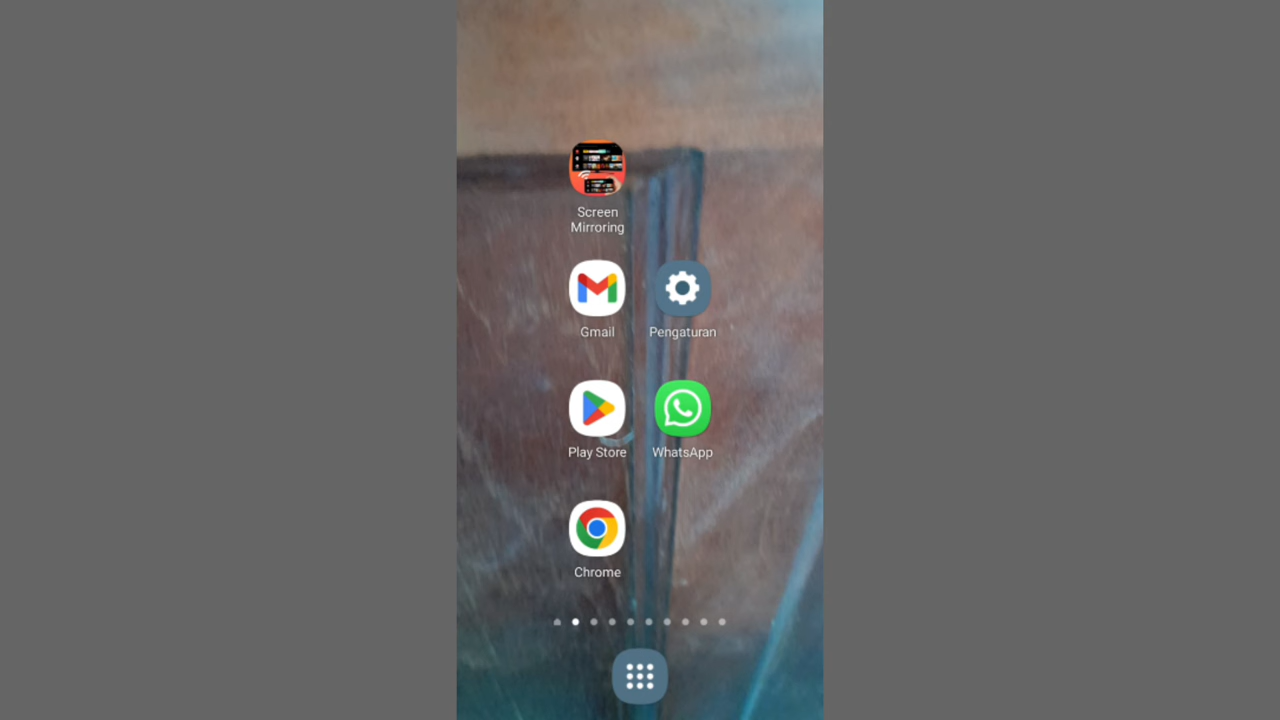 Screen
Mirroring
Gmail
Pengaturan
Play Store
WhatsApp
Chrome